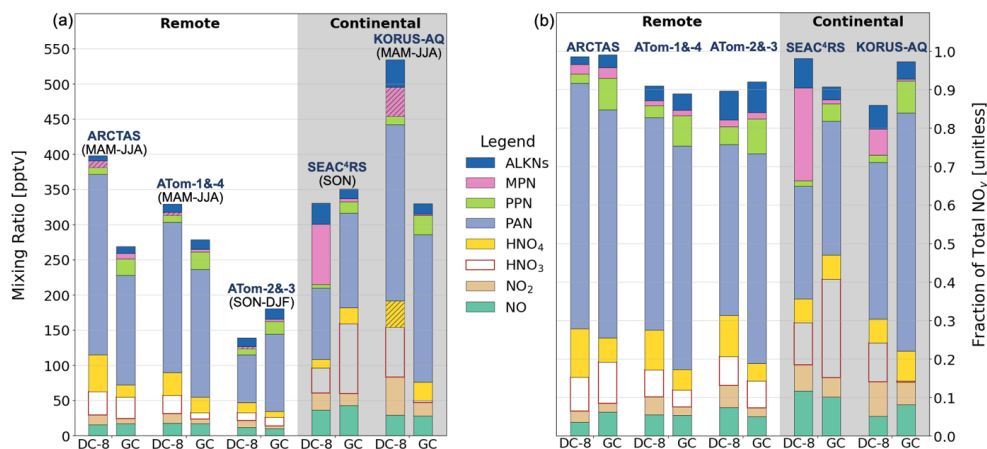 (a)
Remote
Continental
Mixing Ratio [pptv]
550
500
450
400
350
300
250
200
150
100
50
0
ARCTAS
(MAM-JJA)
ATom-1&4
(MAM-JJA)
ATom-2&-3
(SON-DJF)
SEAC⁴RS
(SON)
KORUS-AQ
(MAM-JJA)
DC-8 GC DC-8 GC DC-8 GC DC-8 GC DC-8 GC
Legend
ALKNs
MPN
PPN
PAN
HNO₄
HNO₃
NO₂
NO
(b)
Remote
Continental
ARCTAS ATom-1&4 ATom-2&-3 SEAC⁴RS KORUS-AQ
1.0
0.9
0.8
0.7
0.6
0.5
0.4
0.3
0.2
0.1
0.0
Fraction of Total NOᵧ [unitless]
DC-8 GC DC-8 GC DC-8 GC DC-8 GC DC-8 GC